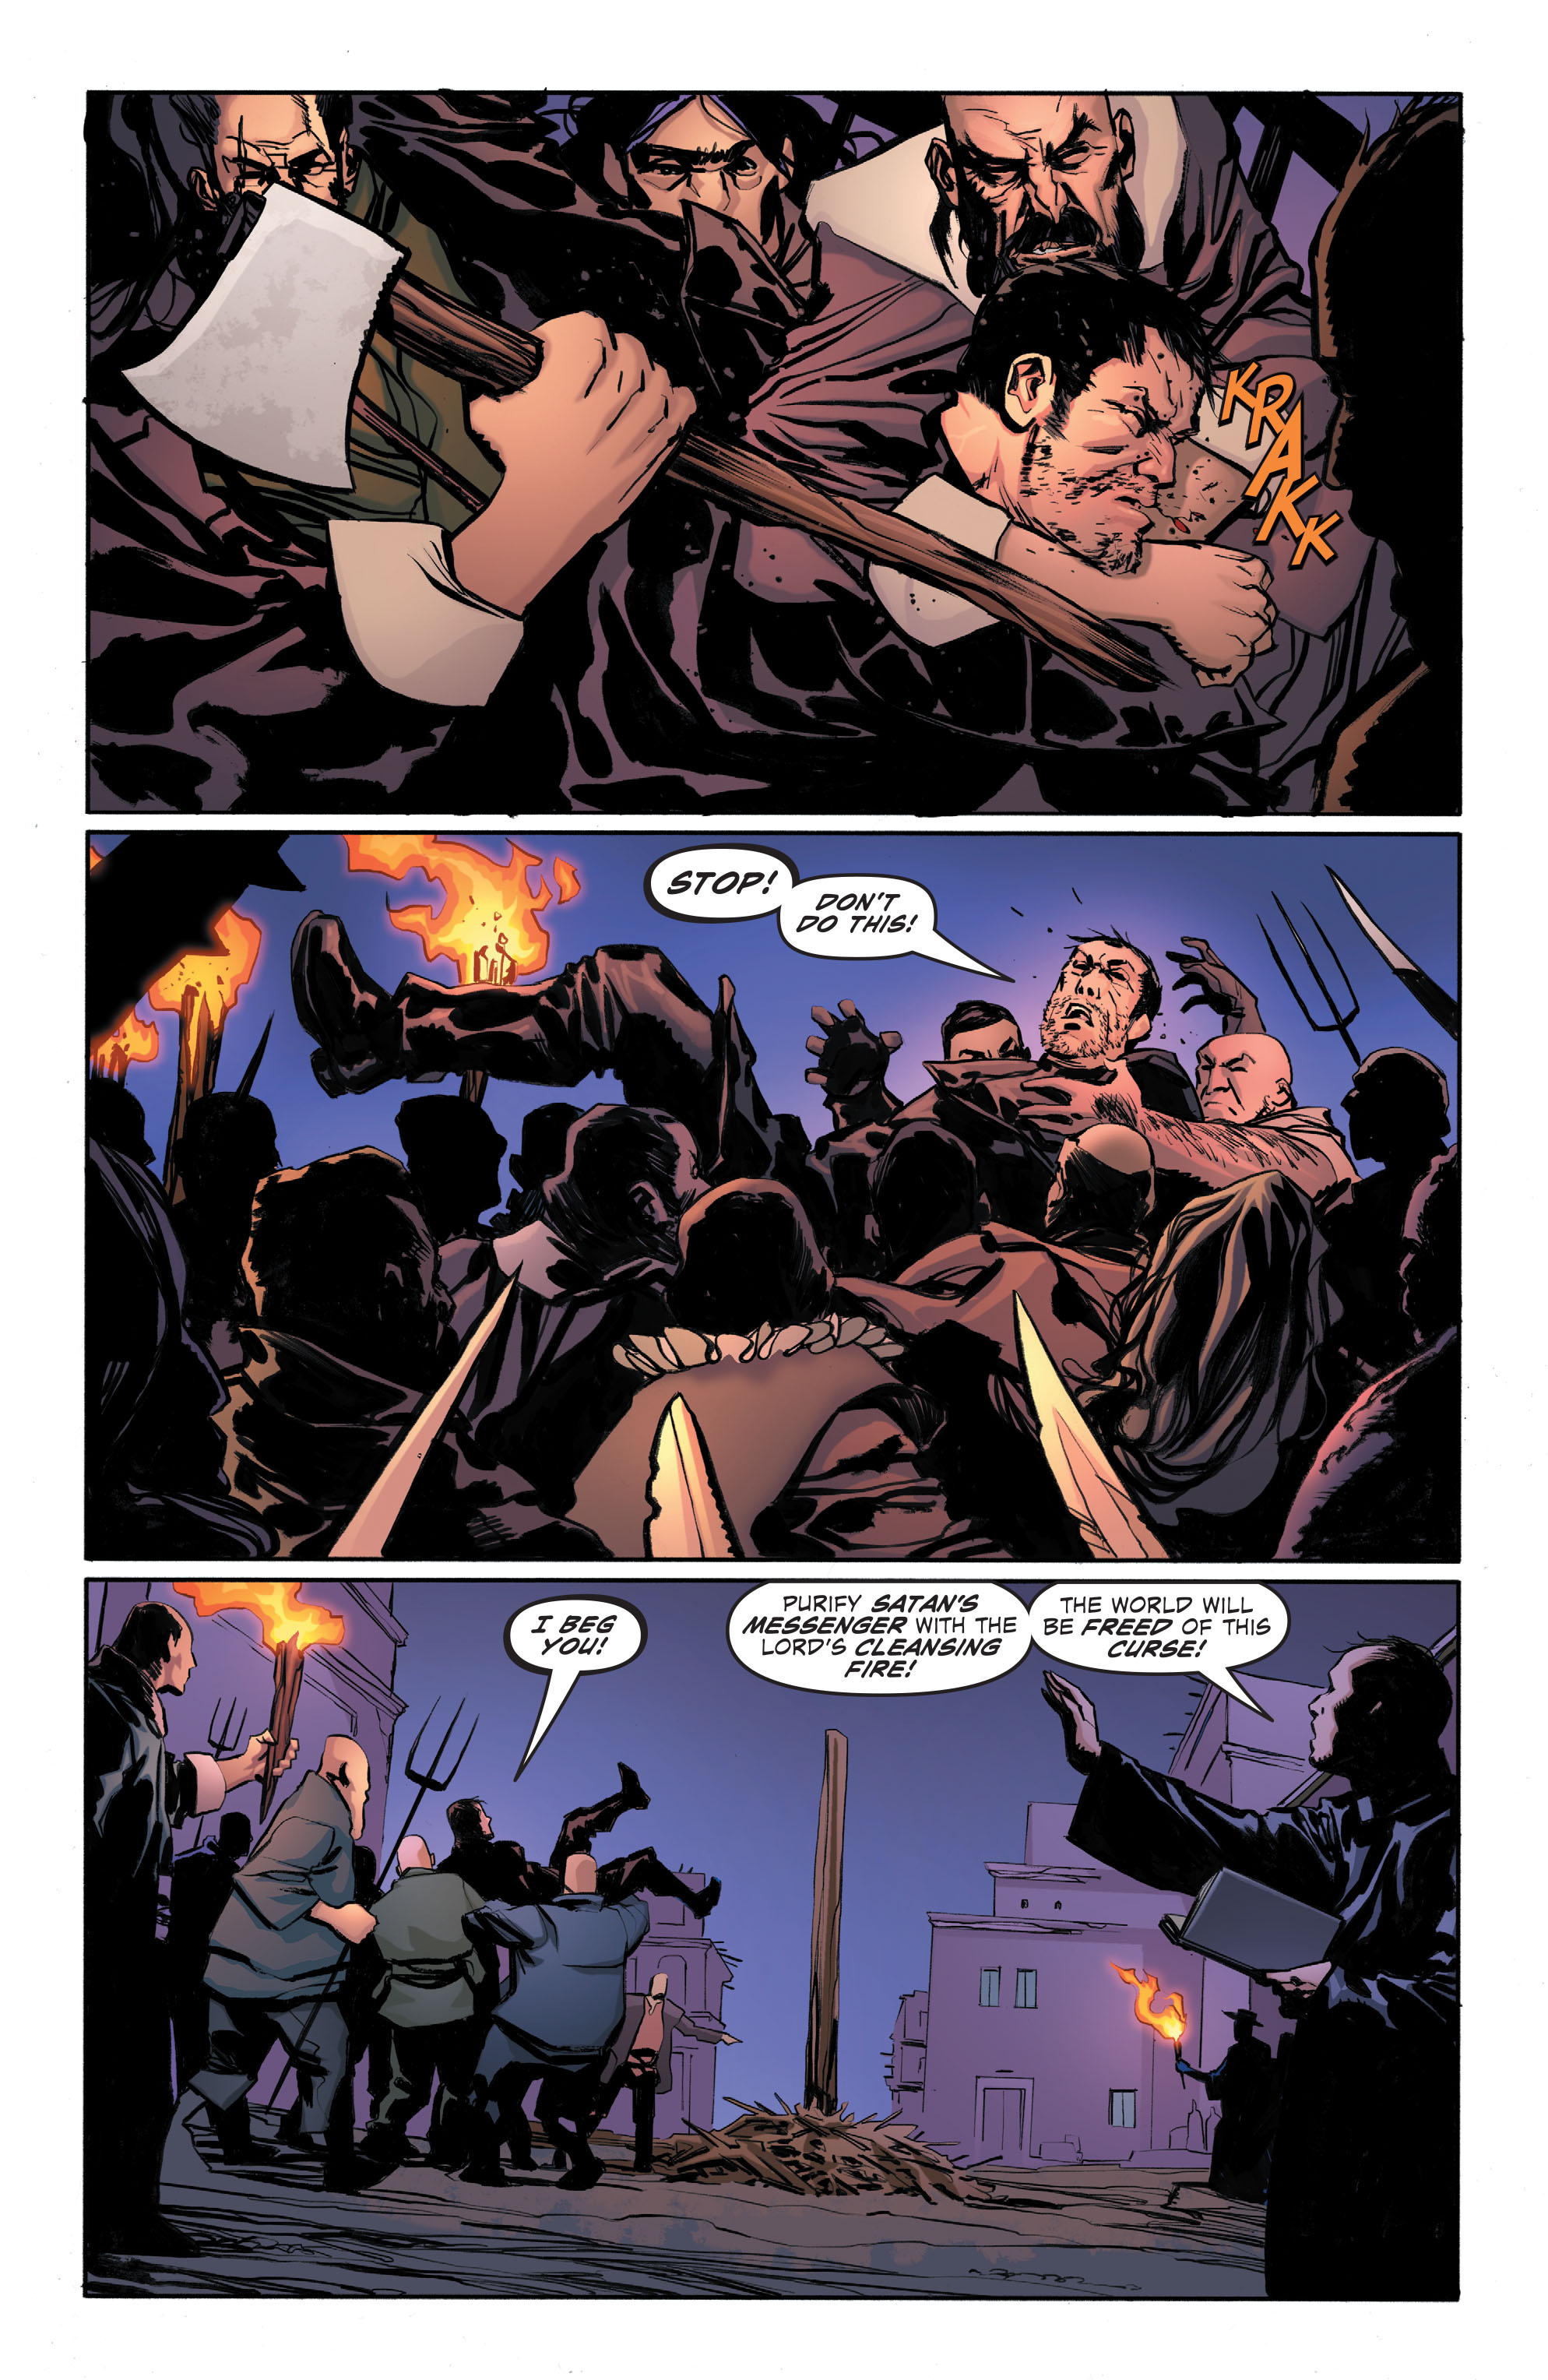 KRAKK
STOP!
DON'T
DO THIS!
I BEG
YOU!
PURIFY SATAN'S
MESSENGER WITH THE
LORD'S CLEANSING
FIRE!
THE WORLD WILL
BE FREED OF THIS
CURSE!